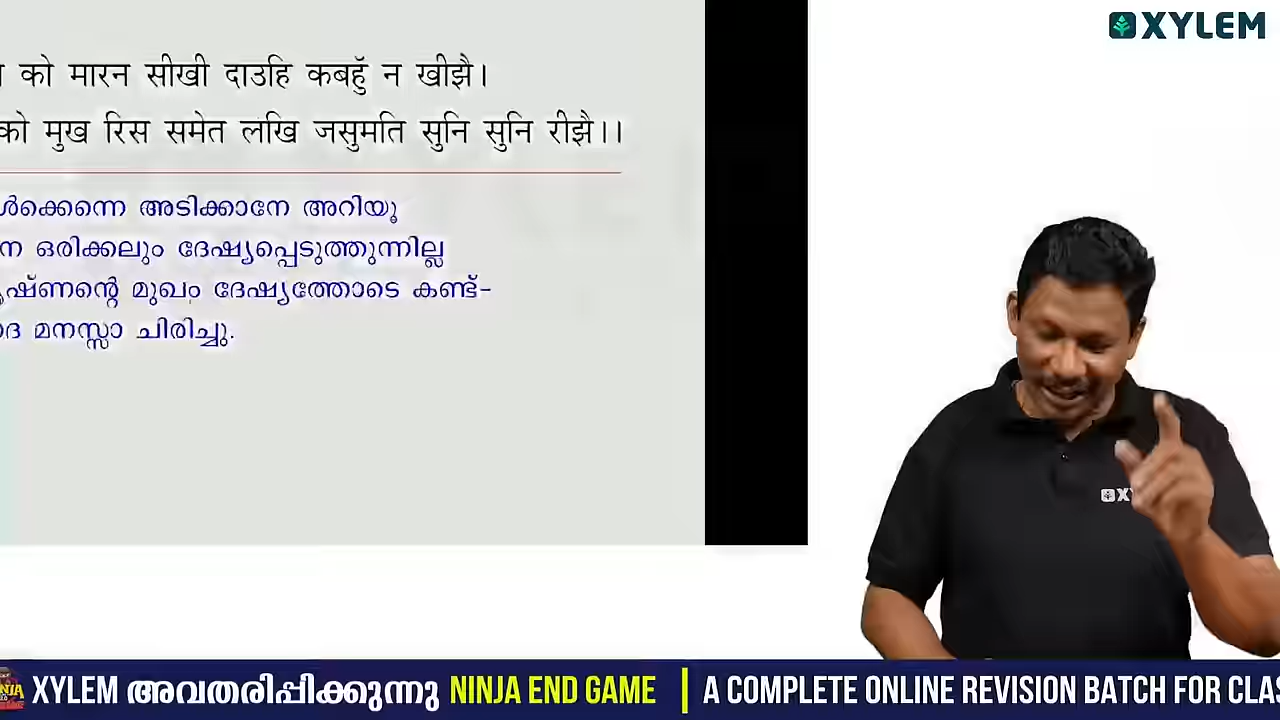 XYLEM
को मारन सीखी दाउहि कबहुँ न खीझै।
को मुख रिस समेत लखि जसुमति सुनि सुनि रीझै।।
ൾക്കെന്നെ അടിക്കാനേ അറിയൂ
ന ഒരിക്കലും ദേഷ്യപ്പെടുത്തുന്നില്ല
ൃഷ്ണന്റെ മുഖം ദേഷ്യത്തോടെ കണ്ട്-
ദ മനസ്സാ ചിരിച്ചു.
XYLEM അവതരിപ്പിക്കുന്നു NINJA END GAME | A COMPLETE ONLINE REVISION BATCH FOR CLAS